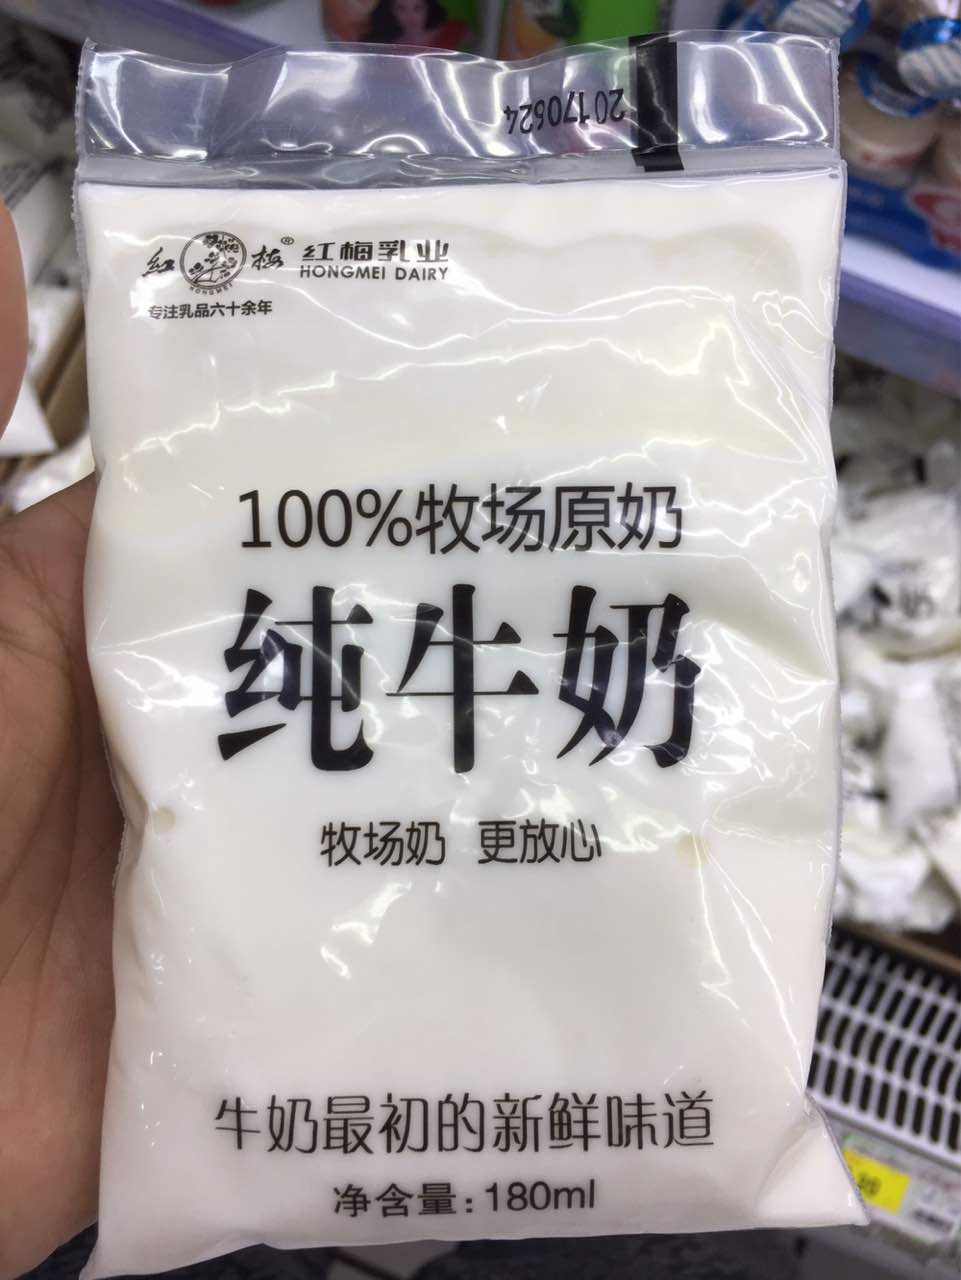 20170624
红 梅®
HONGMEI
红梅乳业
HONGMEI DAIRY
专注乳品六十余年
100%牧场原奶
纯牛奶
牧场奶 更放心
牛奶最初的新鲜味道
净含量:180ml